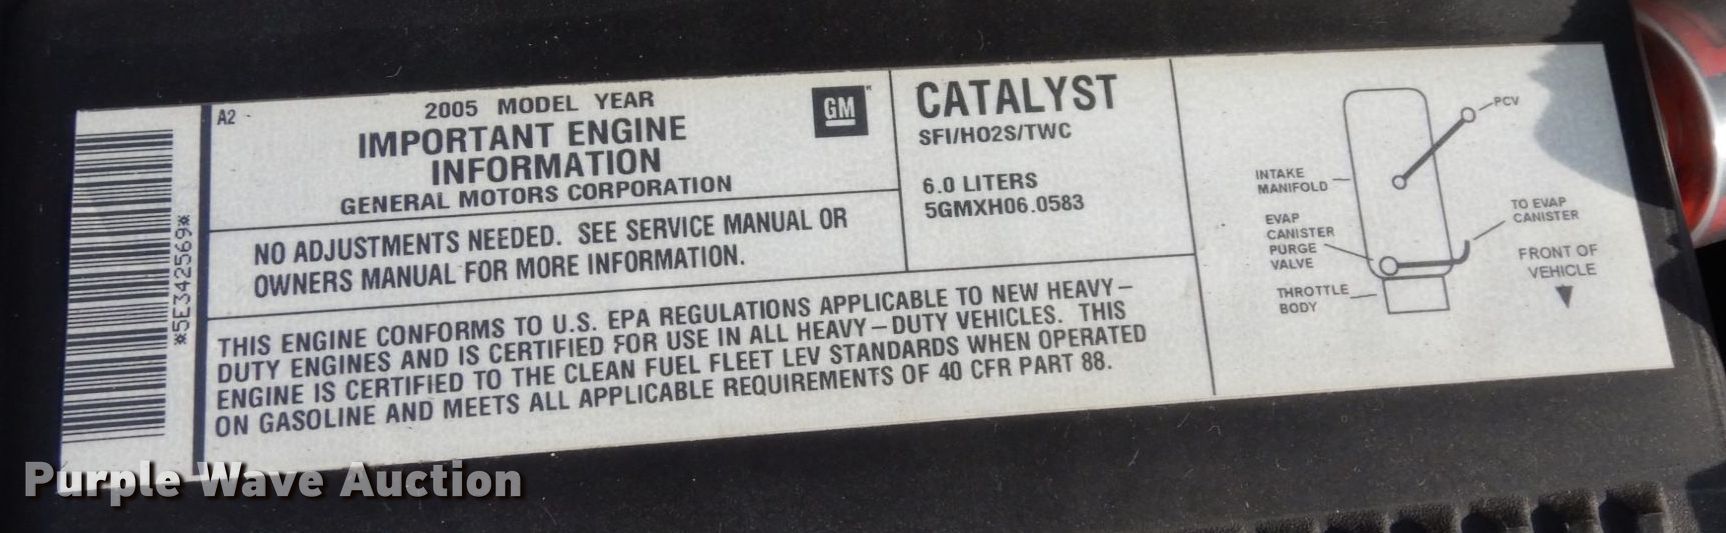 *5E342569*
A2
2005 MODEL YEAR
IMPORTANT ENGINE
INFORMATION
GENERAL MOTORS CORPORATION
GM
NO ADJUSTMENTS NEEDED. SEE SERVICE MANUAL OR
OWNERS MANUAL FOR MORE INFORMATION.
THIS ENGINE CONFORMS TO U.S. EPA REGULATIONS APPLICABLE TO NEW HEAVY-
DUTY ENGINES AND IS CERTIFIED FOR USE IN ALL HEAVY-DUTY VEHICLES. THIS
ENGINE IS CERTIFIED TO THE CLEAN FUEL FLEET LEV STANDARDS WHEN OPERATED
ON GASOLINE AND MEETS ALL APPLICABLE REQUIREMENTS OF 40 CFR PART 88.
CATALYST
SFI/HO2S/TWC
6.0 LITERS
5GMXH06.0583
PCV
INTAKE
MANIFOLD
EVAP
CANISTER
PURGE
VALVE
THROTTLE
BODY
TO EVAP
CANISTER
FRONT OF
VEHICLE
Purple Wave Auction